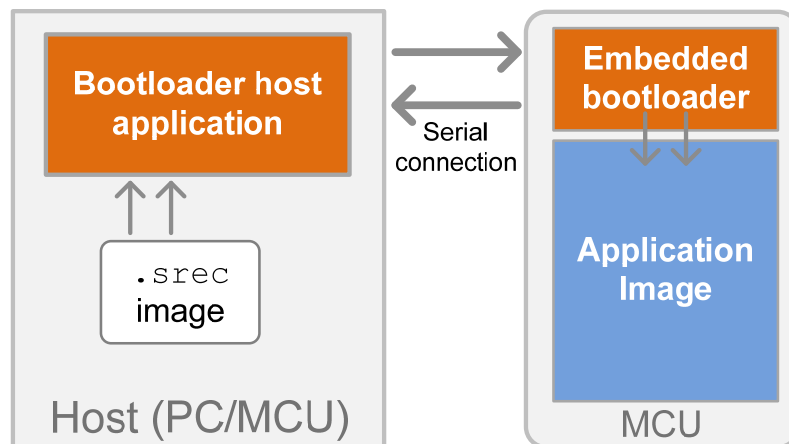 Bootloader host
application
.srec
image
Host (PC/MCU)
Serial
connection
Embedded
bootloader
Application
Image
MCU